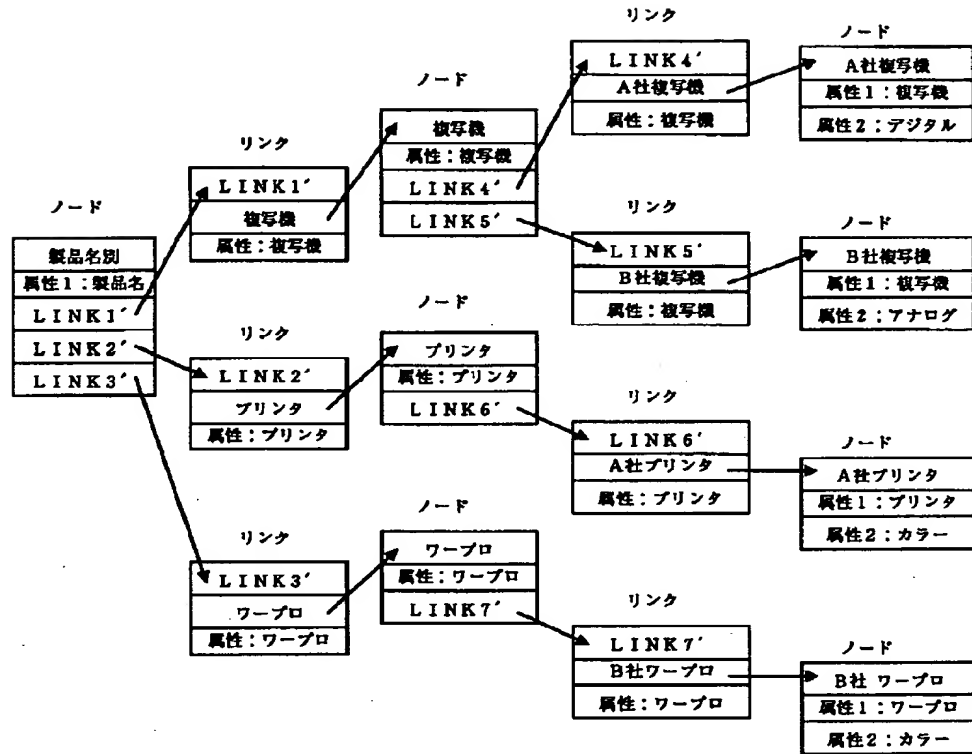 ノード
製品名別
属性1:製品名
LINK1′
LINK2′
LINK3′
リンク
LINK1′
複写機
属性:複写機
リンク
LINK2′
プリンタ
属性:プリンタ
リンク
LINK3′
ワープロ
属性:ワープロ
ノード
複写機
属性:複写機
LINK4′
LINK5′
ノード
プリンタ
属性:プリンタ
LINK6′
ノード
ワープロ
属性:ワープロ
LINK7′
リンク
LINK4′
A社複写機
属性:複写機
リンク
LINK5′
B社複写機
属性:複写機
リンク
LINK6′
A社プリンタ
属性:プリンタ
リンク
LINK7′
B社ワープロ
属性:ワープロ
ノード
A社複写機
属性1:複写機
属性2:デジタル
ノード
B社複写機
属性1:複写機
属性2:アナログ
ノード
A社プリンタ
属性1:プリンタ
属性2:カラー
ノード
B社 ワープロ
属性1:ワープロ
属性2:カラー